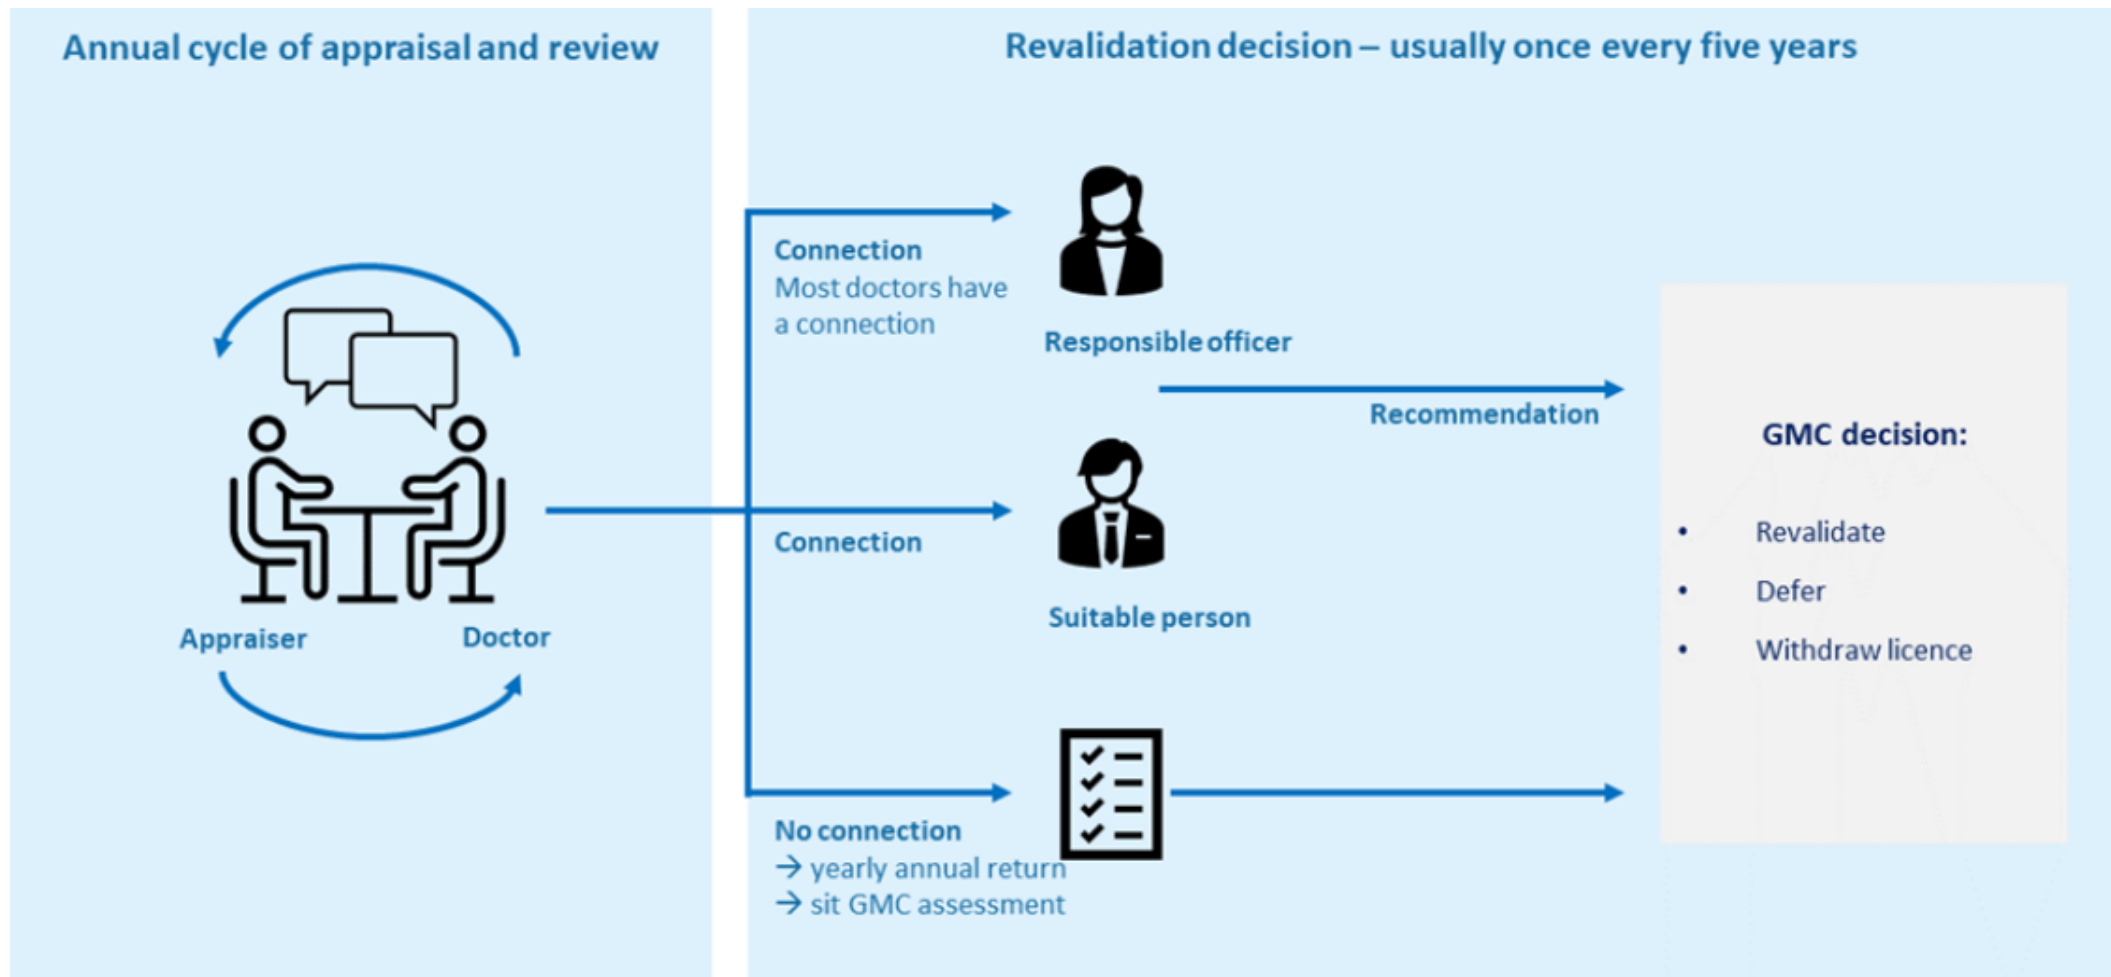 Annual cycle of appraisal and review
Appraiser
Doctor
Revalidation decision – usually once every five years
Connection
Most doctors have
a connection
Responsible officer
Recommendation
Connection
Suitable person
No connection
→ yearly annual return
→ sit GMC assessment
GMC decision:
• Revalidate
• Defer
• Withdraw licence